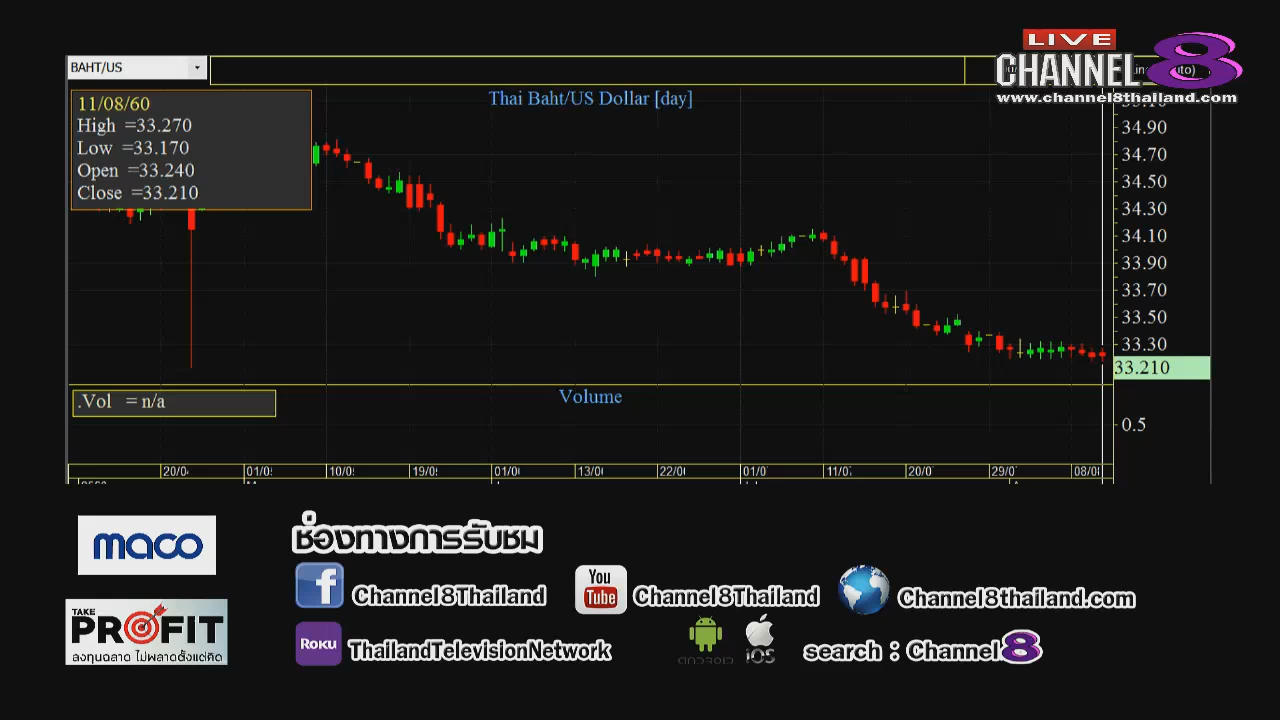 LIVE
CHANNEL 8
www.channel8thailand.com
BAHT/US
Thai Baht/US Dollar [day]
11/08/60
High =33.270
Low =33.170
Open =33.240
Close =33.210
34.90
34.70
34.50
34.30
34.10
33.90
33.70
33.50
33.30
33.210
.Vol = n/a
Volume
0.5
20/0 01/0 10/0 19/0 01/0 13/0 22/0 01/0 11/0 20/0 29/0 08/0
maco
ช่องทางการรับชม
f Channel8Thailand
You Tube Channel8Thailand
Channel8thailand.com
TAKE
PROFIT
ลงทุนฉลาด ไม่พลาดตั้งแต่คิด
ROKU ThailandTelevisionNetwork
ANDROID iOS
search : Channel 8